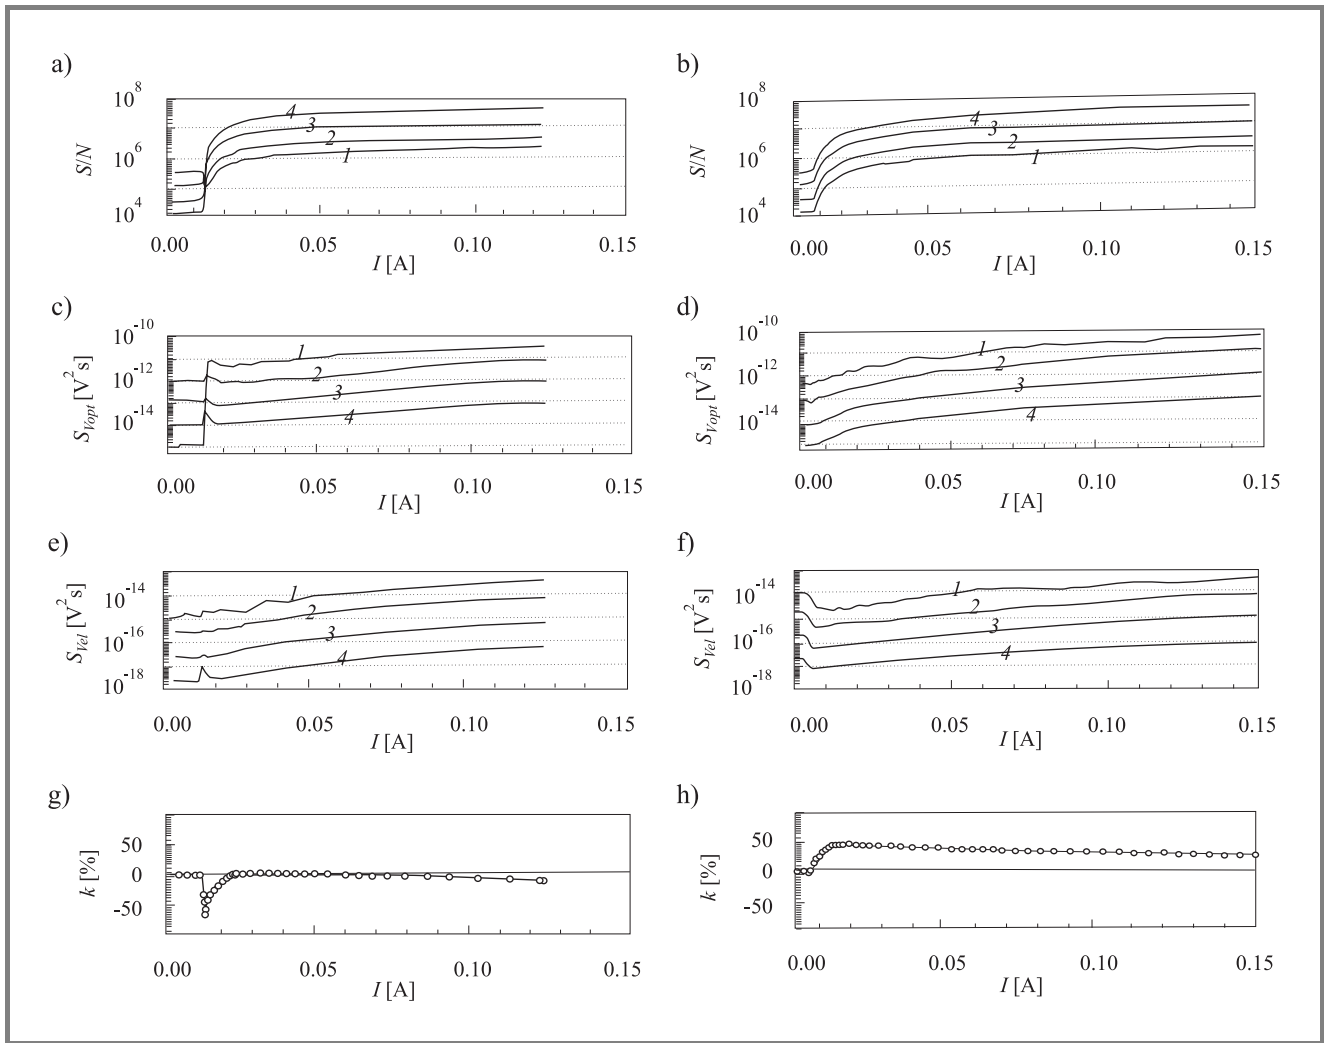 a)
10^8
10^6
10^4
S/N
4
3
2
1
0.00 0.05 0.10 0.15
I [A]
b)
10^8
10^6
10^4
S/N
4
3
2
1
0.00 0.05 0.10 0.15
I [A]
c)
10^-10
10^-12
10^-14
S_Vopt [V^2s]
1
2
3
4
0.00 0.05 0.10 0.15
I [A]
d)
10^-10
10^-12
10^-14
S_Vopt [V^2s]
1
2
3
4
0.00 0.05 0.10 0.15
I [A]
e)
10^-14
10^-16
10^-18
S_Vel [V^2s]
1
2
3
4
0.00 0.05 0.10 0.15
I [A]
f)
10^-14
10^-16
10^-18
S_Vel [V^2s]
1
2
3
4
0.00 0.05 0.10 0.15
I [A]
g)
50
0
-50
k [%]
0.00 0.05 0.10 0.15
I [A]
h)
50
0
-50
k [%]
0.00 0.05 0.10 0.15
I [A]